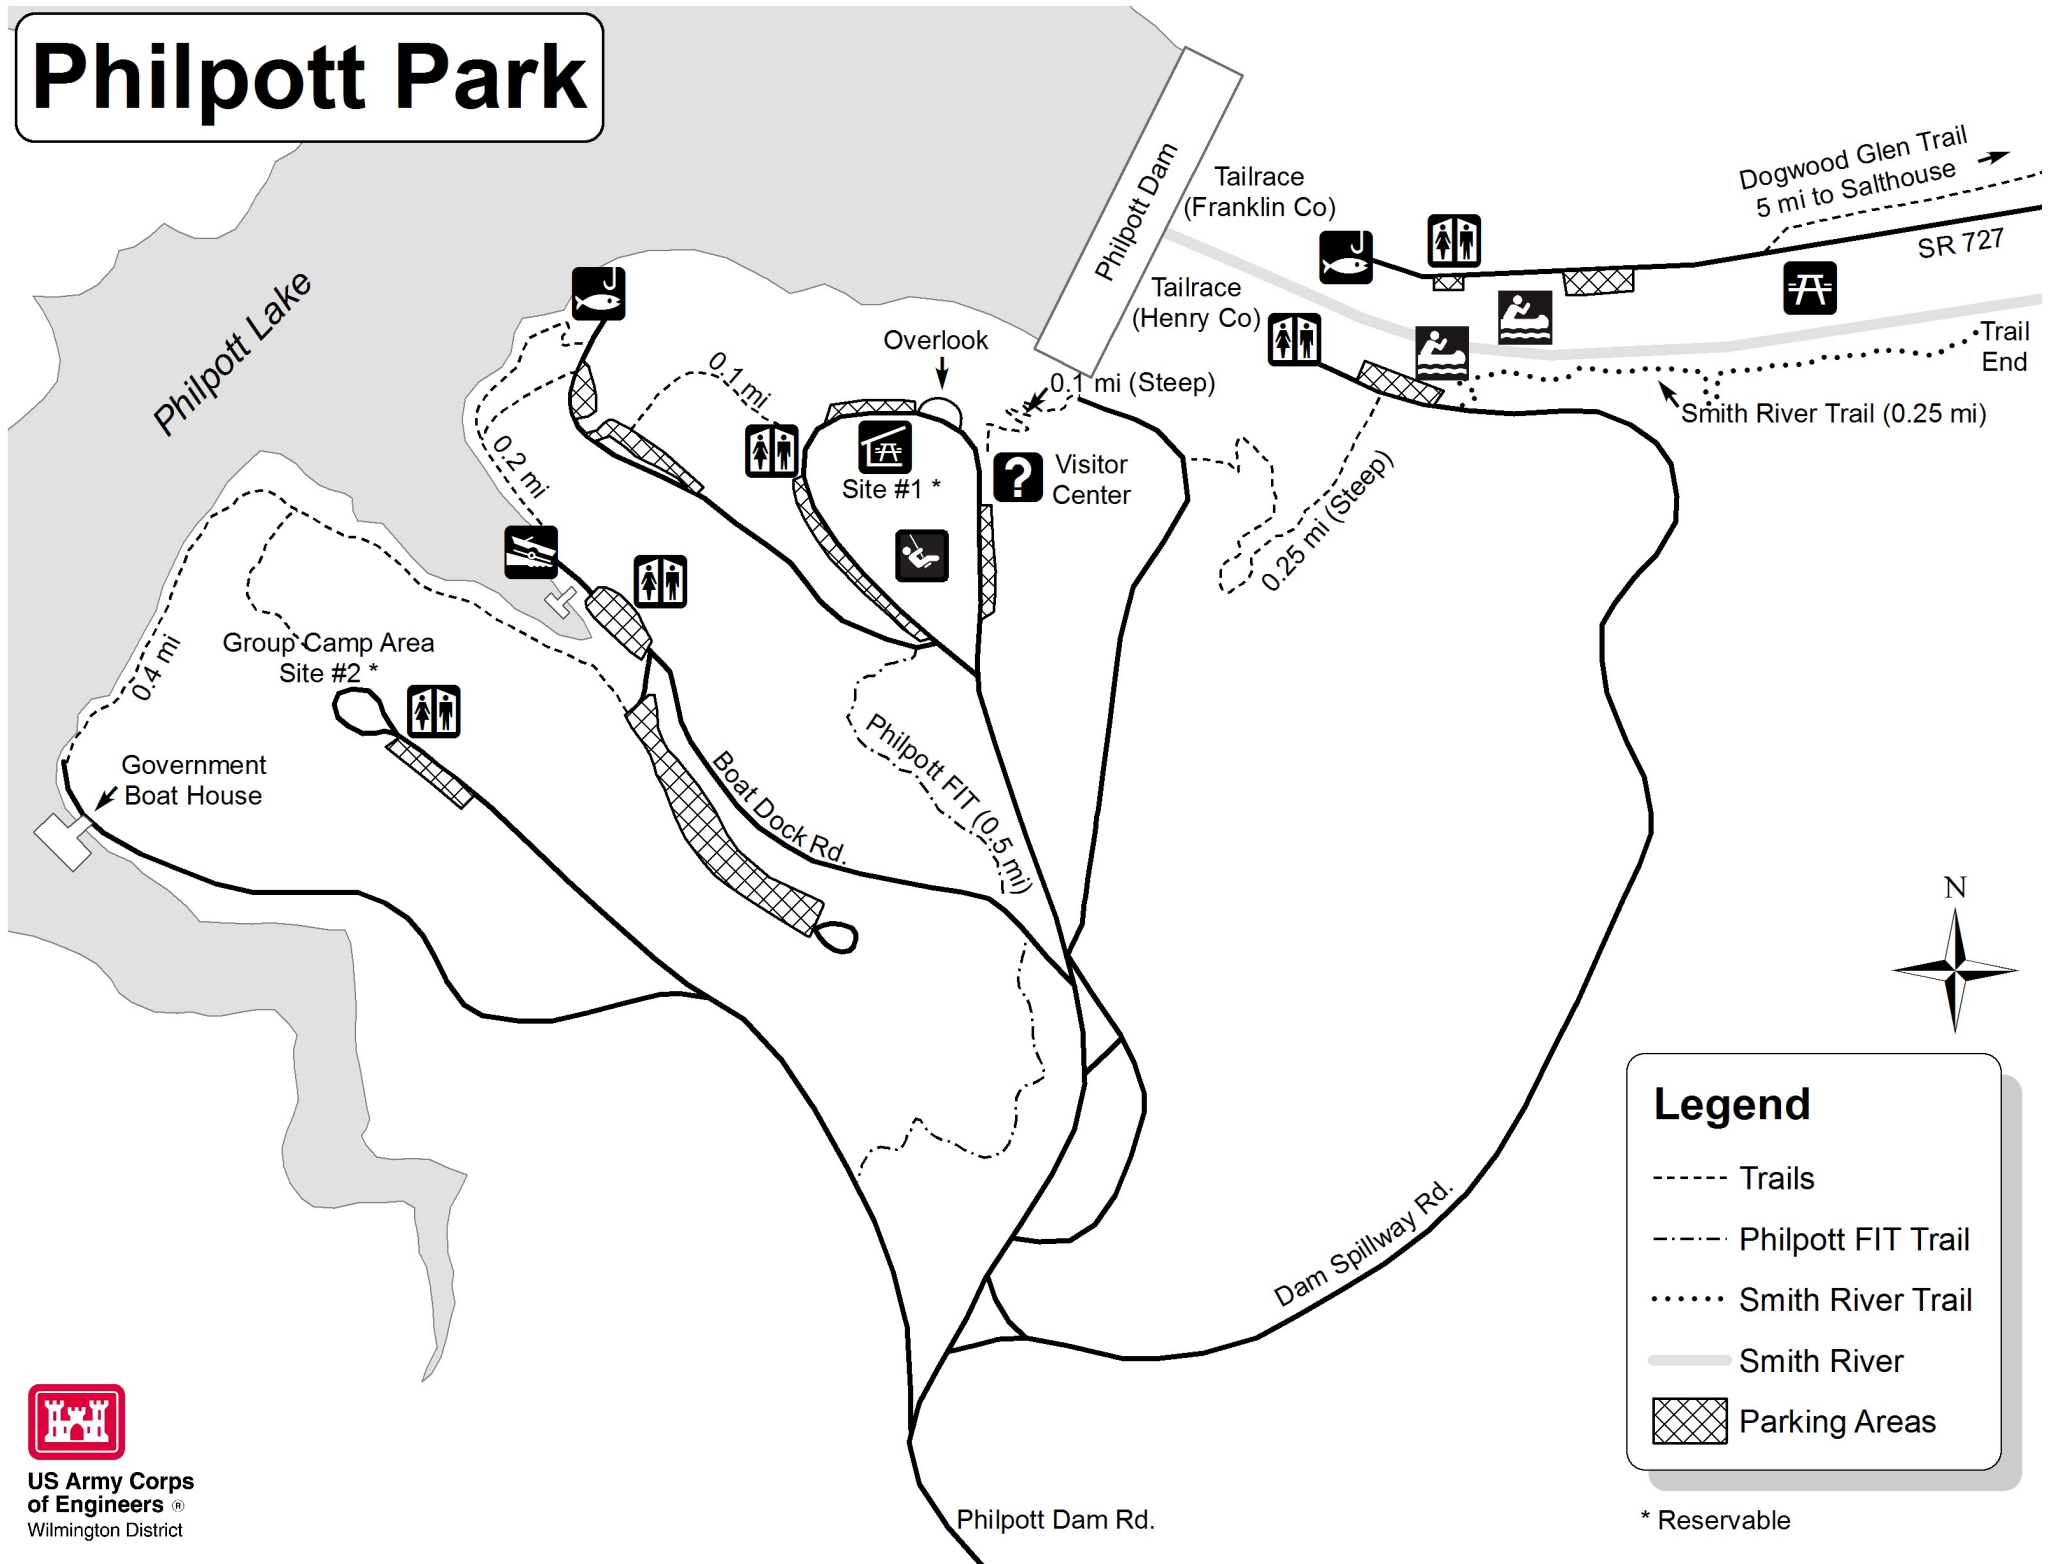 Philpott Park
Philpott Lake
Philpott Dam
Tailrace
(Franklin Co)
Dogwood Glen Trail
5 mi to Salthouse
SR 727
Tailrace
(Henry Co)
Trail
End
Smith River Trail (0.25 mi)
Overlook
0.1 mi (Steep)
0.1 mi
0.2 mi
Site #1 *
?
Visitor
Center
0.25 mi (Steep)
Group Camp Area
Site #2 *
0.4 mi
Government
Boat House
Philpott FIT (0.5 mi)
Boat Dock Rd.
Dam Spillway Rd.
Philpott Dam Rd.
N
Legend
Trails
Philpott FIT Trail
Smith River Trail
Smith River
Parking Areas
* Reservable
US Army Corps
of Engineers ®
Wilmington District